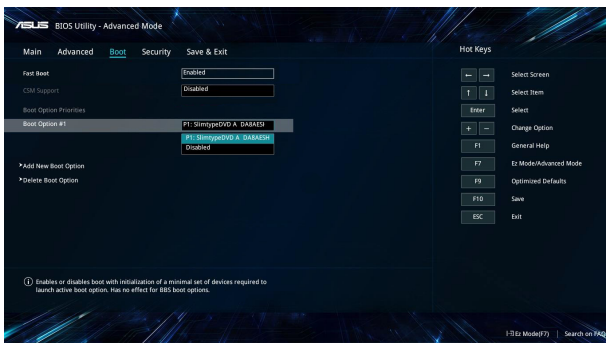 ASUS BIOS Utility - Advanced Mode
Main Advanced Boot Security Save & Exit
Hot Keys
Fast Boot Enabled
CSM Support Disabled
Boot Option Priorities
Boot Option #1 P1: SlimtypeDVD A DA8AESI
P1: SlimtypeDVD A DA8AESH
Disabled
>Add New Boot Option
>Delete Boot Option
← → Select Screen
↑ ↓ Select Item
Enter Select
+ − Change Option
F1 General Help
F7 Ez Mode/Advanced Mode
F9 Optimized Defaults
F10 Save
ESC Exit
Enables or disables boot with initialization of a minimal set of devices required to
launch active boot option. Has no effect for BBS boot options.
Ez Mode(F7) | Search on FAQ